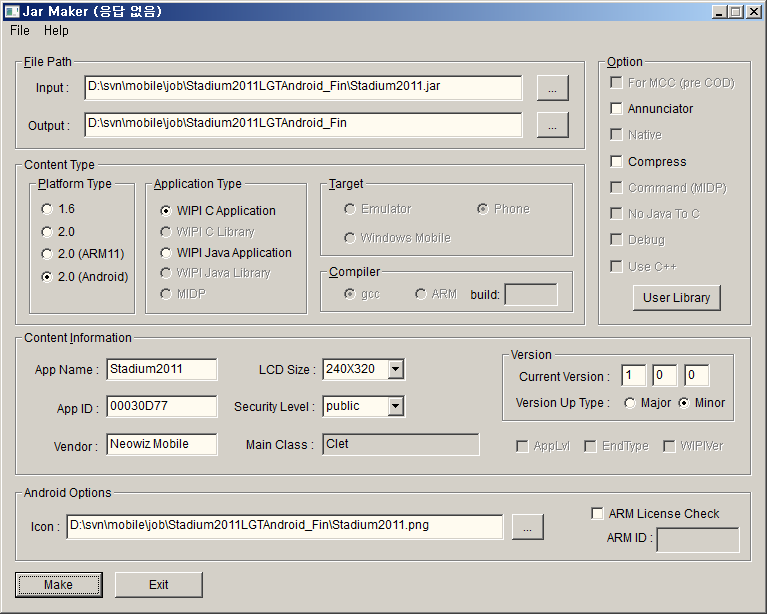 Jar Maker (응답 없음)
File Help
File Path
Input : D:\svn\mobile\job\Stadium2011LGTAndroid_Fin\Stadium2011.jar ...
Output : D:\svn\mobile\job\Stadium2011LGTAndroid_Fin ...
Option
For MCC (pre COD)
Annunciator
Native
Compress
Command (MIDP)
No Java To C
Debug
Use C++
User Library
Content Type
Platform Type
1.6
2.0
2.0 (ARM11)
2.0 (Android)
Application Type
WIPI C Application
WIPI C Library
WIPI Java Application
WIPI Java Library
MIDP
Target
Emulator Phone
Windows Mobile
Compiler
gcc ARM build:
Content Information
App Name : Stadium2011 LCD Size : 240X320
App ID : 00030D77 Security Level : public
Vendor : Neowiz Mobile Main Class : Clet
Version
Current Version : 1 0 0
Version Up Type : Major Minor
AppLvl EndType WIPIVer
Android Options
Icon : D:\svn\mobile\job\Stadium2011LGTAndroid_Fin\Stadium2011.png ...
ARM License Check
ARM ID :
Make Exit